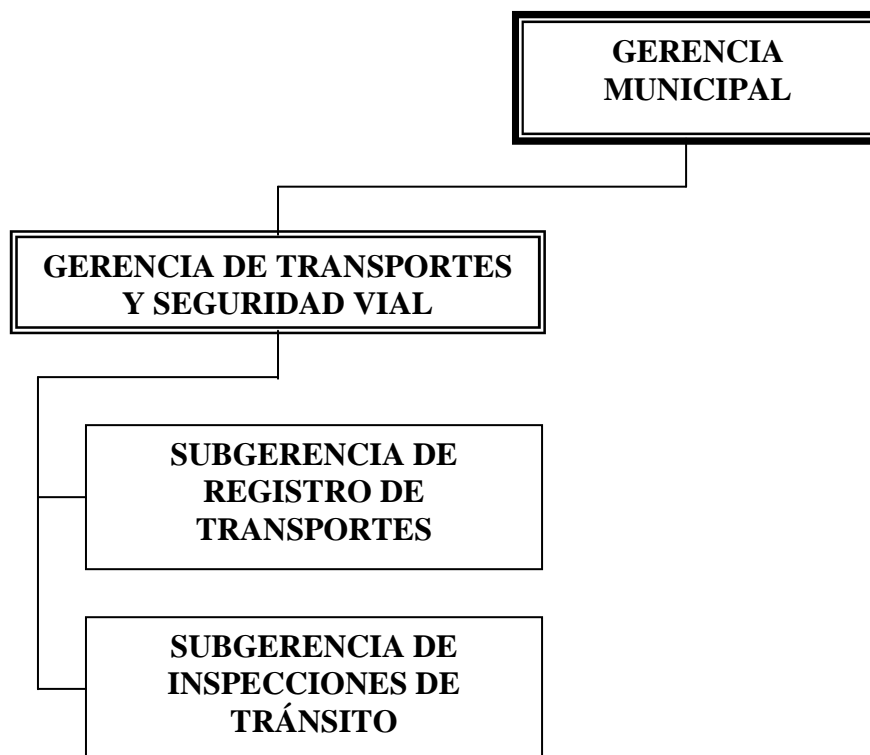 GERENCIA
MUNICIPAL
GERENCIA DE TRANSPORTES
Y SEGURIDAD VIAL
SUBGERENCIA DE
REGISTRO DE
TRANSPORTES
SUBGERENCIA DE
INSPECCIONES DE
TRÁNSITO